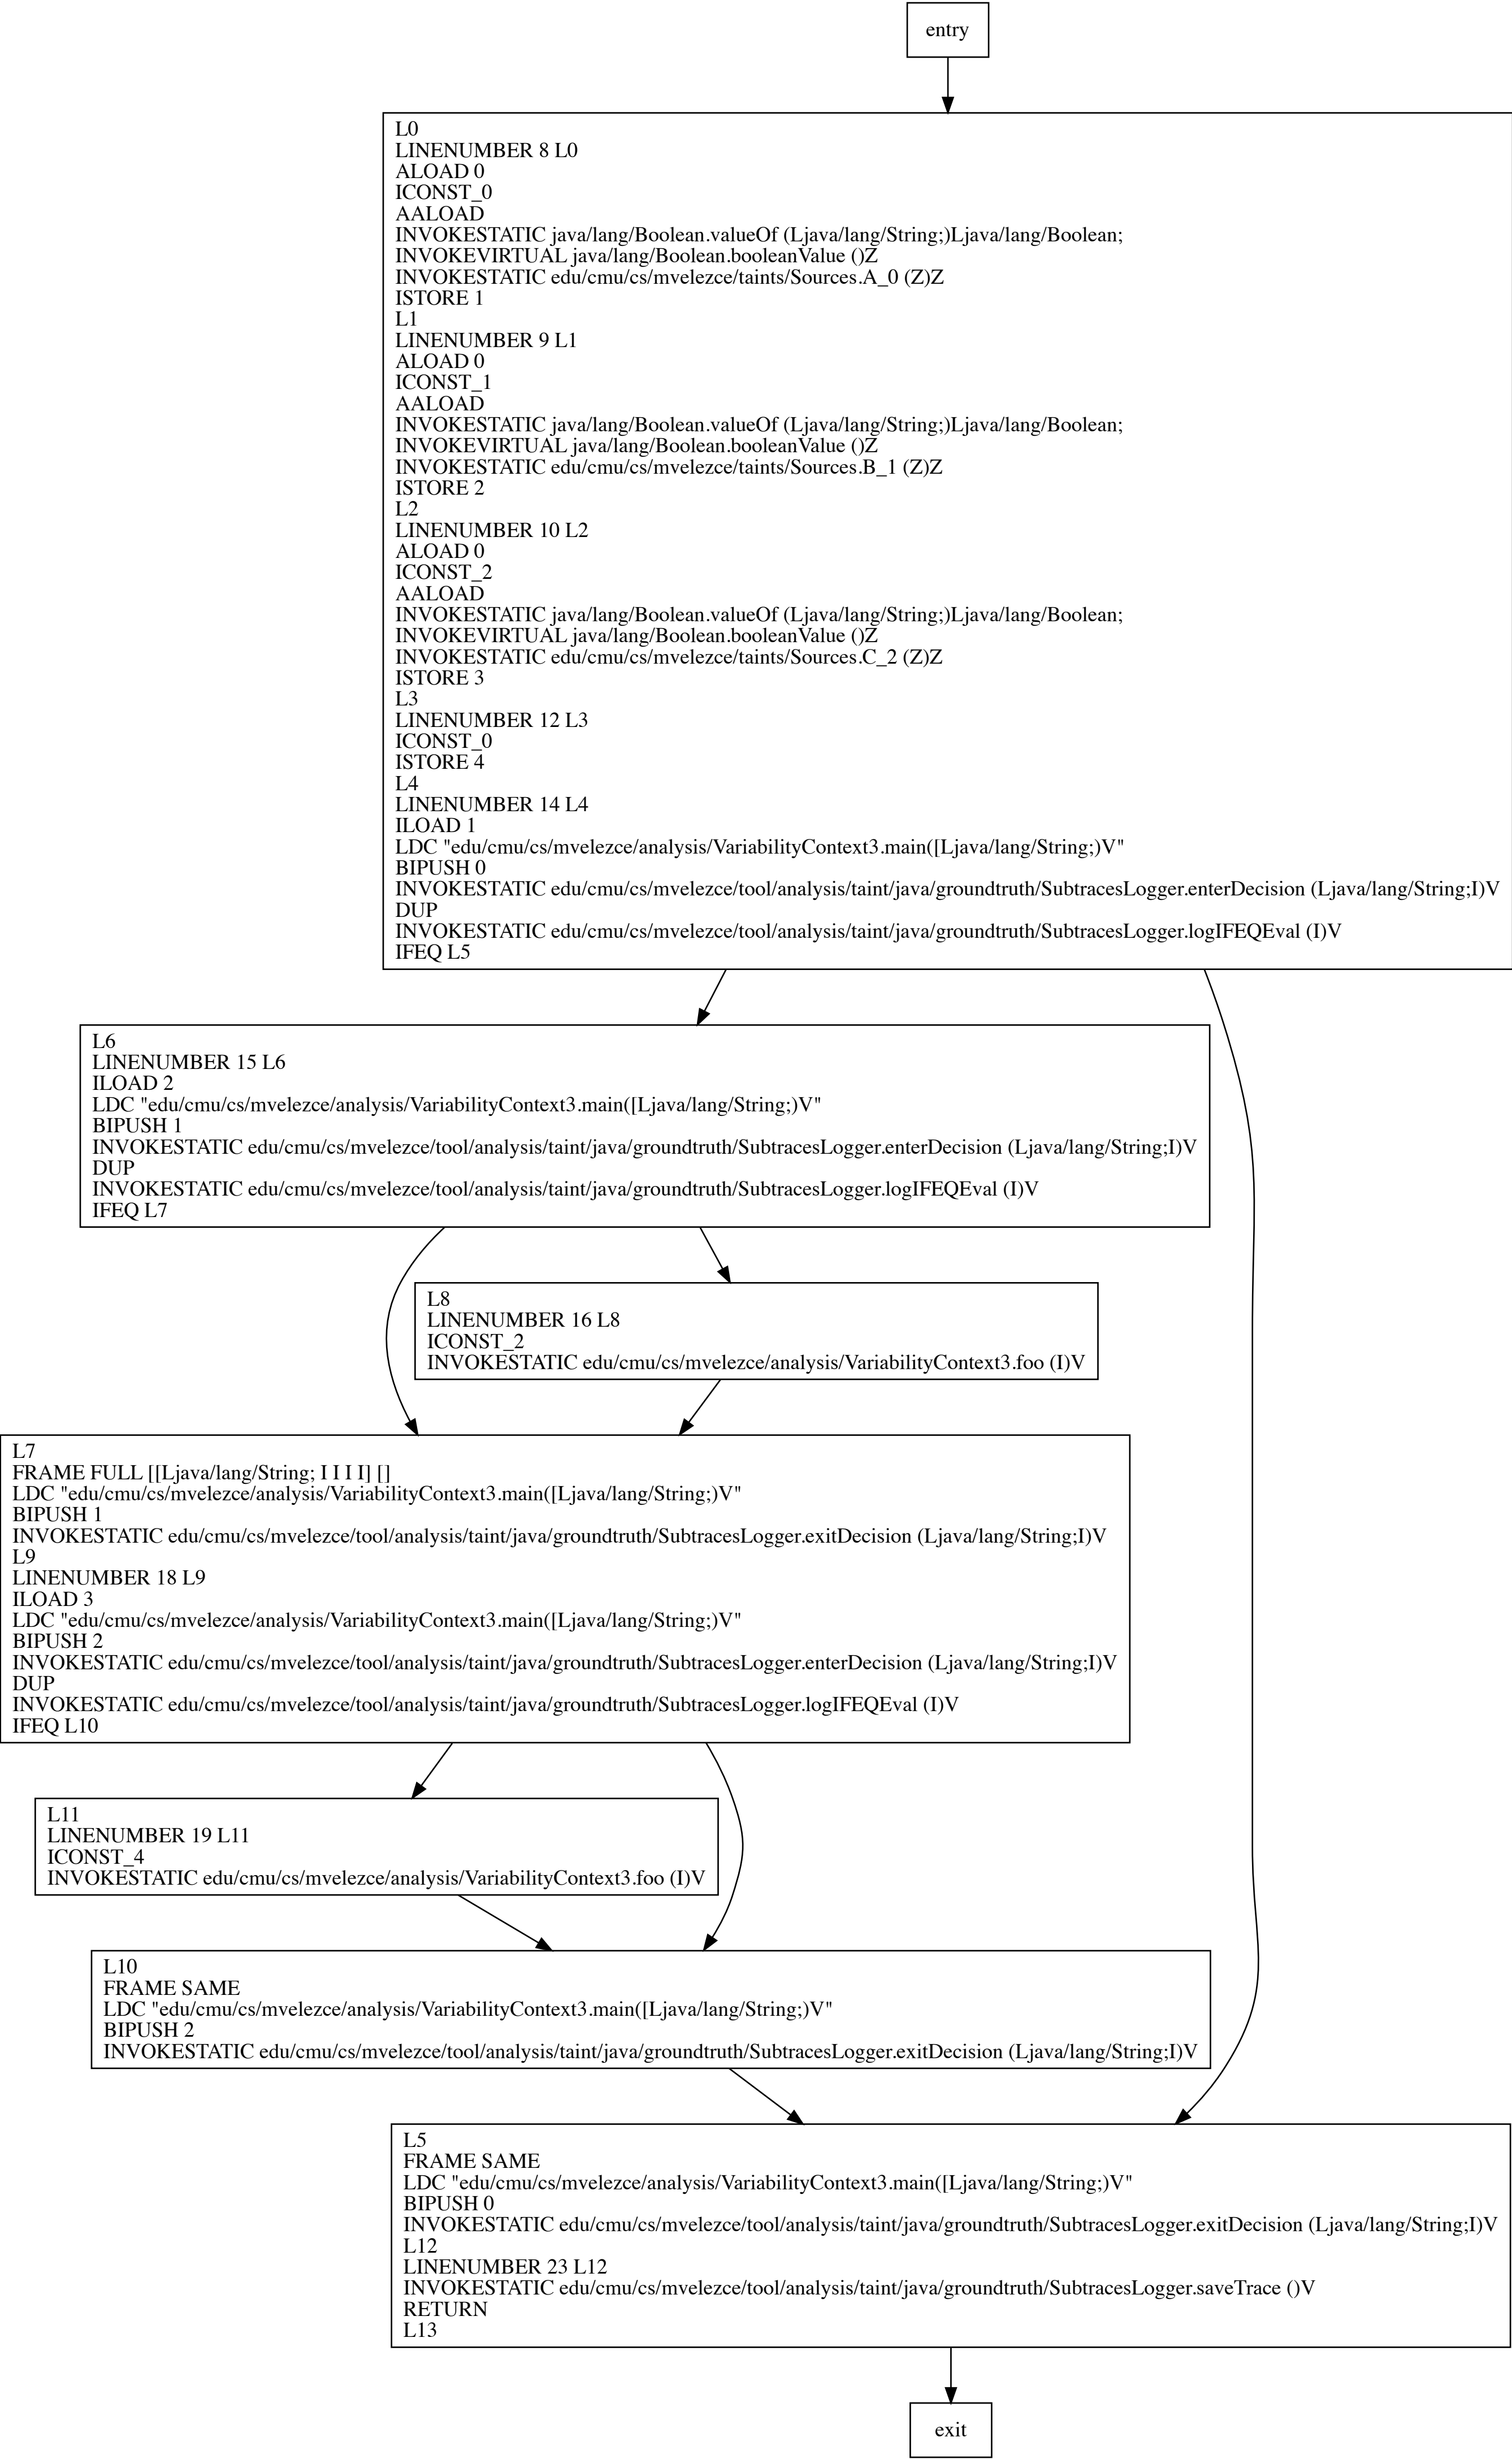 entry
L0
LINENUMBER 8 L0
ALOAD 0
ICONST_0
AALOAD
INVOKESTATIC java/lang/Boolean.valueOf (Ljava/lang/String;)Ljava/lang/Boolean;
INVOKEVIRTUAL java/lang/Boolean.booleanValue ()Z
INVOKESTATIC edu/cmu/cs/mvelezce/taints/Sources.A_0 (Z)Z
ISTORE 1
L1
LINENUMBER 9 L1
ALOAD 0
ICONST_1
AALOAD
INVOKESTATIC java/lang/Boolean.valueOf (Ljava/lang/String;)Ljava/lang/Boolean;
INVOKEVIRTUAL java/lang/Boolean.booleanValue ()Z
INVOKESTATIC edu/cmu/cs/mvelezce/taints/Sources.B_1 (Z)Z
ISTORE 2
L2
LINENUMBER 10 L2
ALOAD 0
ICONST_2
AALOAD
INVOKESTATIC java/lang/Boolean.valueOf (Ljava/lang/String;)Ljava/lang/Boolean;
INVOKEVIRTUAL java/lang/Boolean.booleanValue ()Z
INVOKESTATIC edu/cmu/cs/mvelezce/taints/Sources.C_2 (Z)Z
ISTORE 3
L3
LINENUMBER 12 L3
ICONST_0
ISTORE 4
L4
LINENUMBER 14 L4
ILOAD 1
LDC "edu/cmu/cs/mvelezce/analysis/VariabilityContext3.main([Ljava/lang/String;)V"
BIPUSH 0
INVOKESTATIC edu/cmu/cs/mvelezce/tool/analysis/taint/java/groundtruth/SubtracesLogger.enterDecision (Ljava/lang/String;I)V
DUP
INVOKESTATIC edu/cmu/cs/mvelezce/tool/analysis/taint/java/groundtruth/SubtracesLogger.logIFEQEval (I)V
IFEQ L5
L6
LINENUMBER 15 L6
ILOAD 2
LDC "edu/cmu/cs/mvelezce/analysis/VariabilityContext3.main([Ljava/lang/String;)V"
BIPUSH 1
INVOKESTATIC edu/cmu/cs/mvelezce/tool/analysis/taint/java/groundtruth/SubtracesLogger.enterDecision (Ljava/lang/String;I)V
DUP
INVOKESTATIC edu/cmu/cs/mvelezce/tool/analysis/taint/java/groundtruth/SubtracesLogger.logIFEQEval (I)V
IFEQ L7
L8
LINENUMBER 16 L8
ICONST_2
INVOKESTATIC edu/cmu/cs/mvelezce/analysis/VariabilityContext3.foo (I)V
L7
FRAME FULL [[Ljava/lang/String; I I I I] []
LDC "edu/cmu/cs/mvelezce/analysis/VariabilityContext3.main([Ljava/lang/String;)V"
BIPUSH 1
INVOKESTATIC edu/cmu/cs/mvelezce/tool/analysis/taint/java/groundtruth/SubtracesLogger.exitDecision (Ljava/lang/String;I)V
L9
LINENUMBER 18 L9
ILOAD 3
LDC "edu/cmu/cs/mvelezce/analysis/VariabilityContext3.main([Ljava/lang/String;)V"
BIPUSH 2
INVOKESTATIC edu/cmu/cs/mvelezce/tool/analysis/taint/java/groundtruth/SubtracesLogger.enterDecision (Ljava/lang/String;I)V
DUP
INVOKESTATIC edu/cmu/cs/mvelezce/tool/analysis/taint/java/groundtruth/SubtracesLogger.logIFEQEval (I)V
IFEQ L10
L11
LINENUMBER 19 L11
ICONST_4
INVOKESTATIC edu/cmu/cs/mvelezce/analysis/VariabilityContext3.foo (I)V
L10
FRAME SAME
LDC "edu/cmu/cs/mvelezce/analysis/VariabilityContext3.main([Ljava/lang/String;)V"
BIPUSH 2
INVOKESTATIC edu/cmu/cs/mvelezce/tool/analysis/taint/java/groundtruth/SubtracesLogger.exitDecision (Ljava/lang/String;I)V
L5
FRAME SAME
LDC "edu/cmu/cs/mvelezce/analysis/VariabilityContext3.main([Ljava/lang/String;)V"
BIPUSH 0
INVOKESTATIC edu/cmu/cs/mvelezce/tool/analysis/taint/java/groundtruth/SubtracesLogger.exitDecision (Ljava/lang/String;I)V
L12
LINENUMBER 23 L12
INVOKESTATIC edu/cmu/cs/mvelezce/tool/analysis/taint/java/groundtruth/SubtracesLogger.saveTrace ()V
RETURN
L13
exit